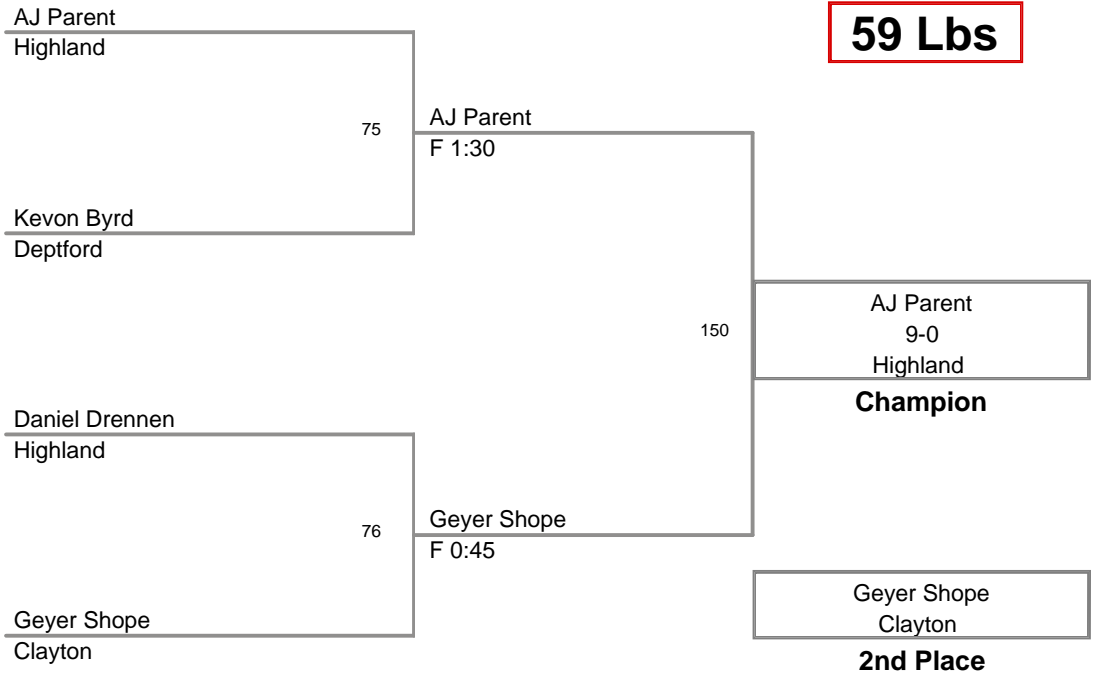 AJ Parent
Highland
59 Lbs
75
AJ Parent
F 1:30
Kevon Byrd
Deptford
150
AJ Parent
9-0
Highland
Champion
Daniel Drennen
Highland
76
Geyer Shope
F 0:45
Geyer Shope
Clayton
Geyer Shope
Clayton
2nd Place